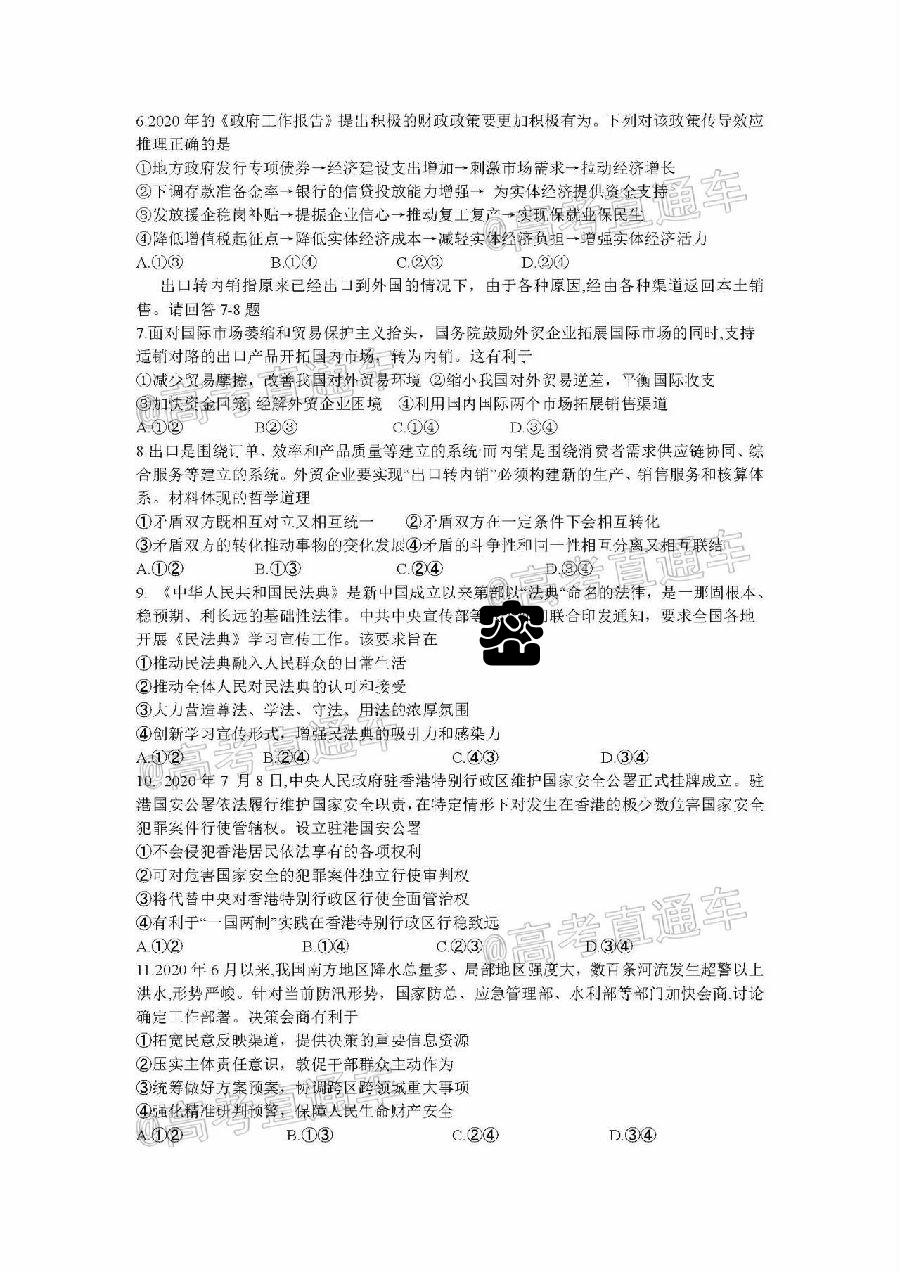 6.2020 年的《政府工作报告》提出积极的财政政策要更加积极有为。下列对该政策传导效应
推理正确的是
①地方政府发行专项债券→经济建设支出增加→刺激市场需求→拉动经济增长
②下调存款准备金率→银行的信贷投放能力增强→ 为实体经济提供资金支持
③发放援企稳岗补贴→提振企业信心→推动复工复产→实现保就业保民生
④降低增值税起征点→降低实体经济成本→减轻实体经济负担→增强实体经济活力
A.①③ B.①④ C.②③ D.②④
出口转内销指原来已经出口到外国的情况下，由于各种原因,经由各种渠道返回本土销
售。请回答 7-8 题
7.面对国际市场萎缩和贸易保护主义抬头，国务院鼓励外贸企业拓展国际市场的同时,支持
适销对路的出口产品开拓国内市场，转为内销。这有利于
①减少贸易摩擦，改善我国对外贸易环境 ②缩小我国对外贸易逆差，平衡国际收支
③加快资金回笼, 经解外贸企业困境 ④利用国内国际两个市场拓展销售渠道
A.①② B②③ C.①④ D.③④
8 出口是围绕订单、效率和产品质量等建立的系统·而内销是围绕消费者需求供应链协同、综
合服务等建立的系统。外贸企业要实现“出口转内销”必须构建新的生产、销售服务和核算体
系。材料体现的哲学道理
①矛盾双方既相互对立又相互统一 ②矛盾双方在一定条件下会相互转化
③矛盾双方的转化推动事物的变化发展④矛盾的斗争性和同一性相互分离又相互联结
A.①② B.①③ C.②④ D.③④
9. 《中华人民共和国民法典》是新中国成立以来第部以“法典“命名的法律，是一那固根本、
稳预期、利长远的基础性法律。中共中央宣传部等 联合印发通知，要求全国各地
开展《民法典》学习宣传工作。该要求旨在
①推动民法典融入人民群众的日常生活
②推动全体人民对民法典的认可和接受
③大力营造尊法、学法、守法、用法的浓厚氛围
④创新学习宣传形式，增强民法典的吸引力和感染力
A.①② B.②④ C.④③ D.③④
10. 2020 年 7 月 8 日,中央人民政府驻香港特别行政区维护国家安全公署正式挂牌成立。驻
港国安公署依法履行维护国家安全职责,在特定情形下对发生在香港的极少数危害国家安全
犯罪案件行使管辖权。设立驻港国安公署
①不会侵犯香港居民依法享有的各项权利
②可对危害国家安全的犯罪案件独立行使审判权
③将代替中央对香港特别行政区行使全面管治权
④有利于“一国两制”实践在香港特别行政区行稳致远
A.①② B.①④ C.②③ D.③④
11.2020 年 6 月以来,我国南方地区降水总量多、局部地区强度大，数百条河流发生超警以上
洪水,形势严峻。针对当前防汛形势，国家防总、应急管理部、水利部等部门加快会商,讨论
确定工作部署。决策会商有利于
①拓宽民意反映渠道，提供决策的重要信息资源
②压实主体责任意识，敦促干部群众主动作为
③统筹做好方案预案，协调跨区跨领域重大事项
④强化精准研判预警，保障人民生命财产安全
A.①② B.①③ C.②④ D.③④
@高考直通车
@高考直通车
@高考直通车
@高考直通车
@高考直通车
@高考直通车